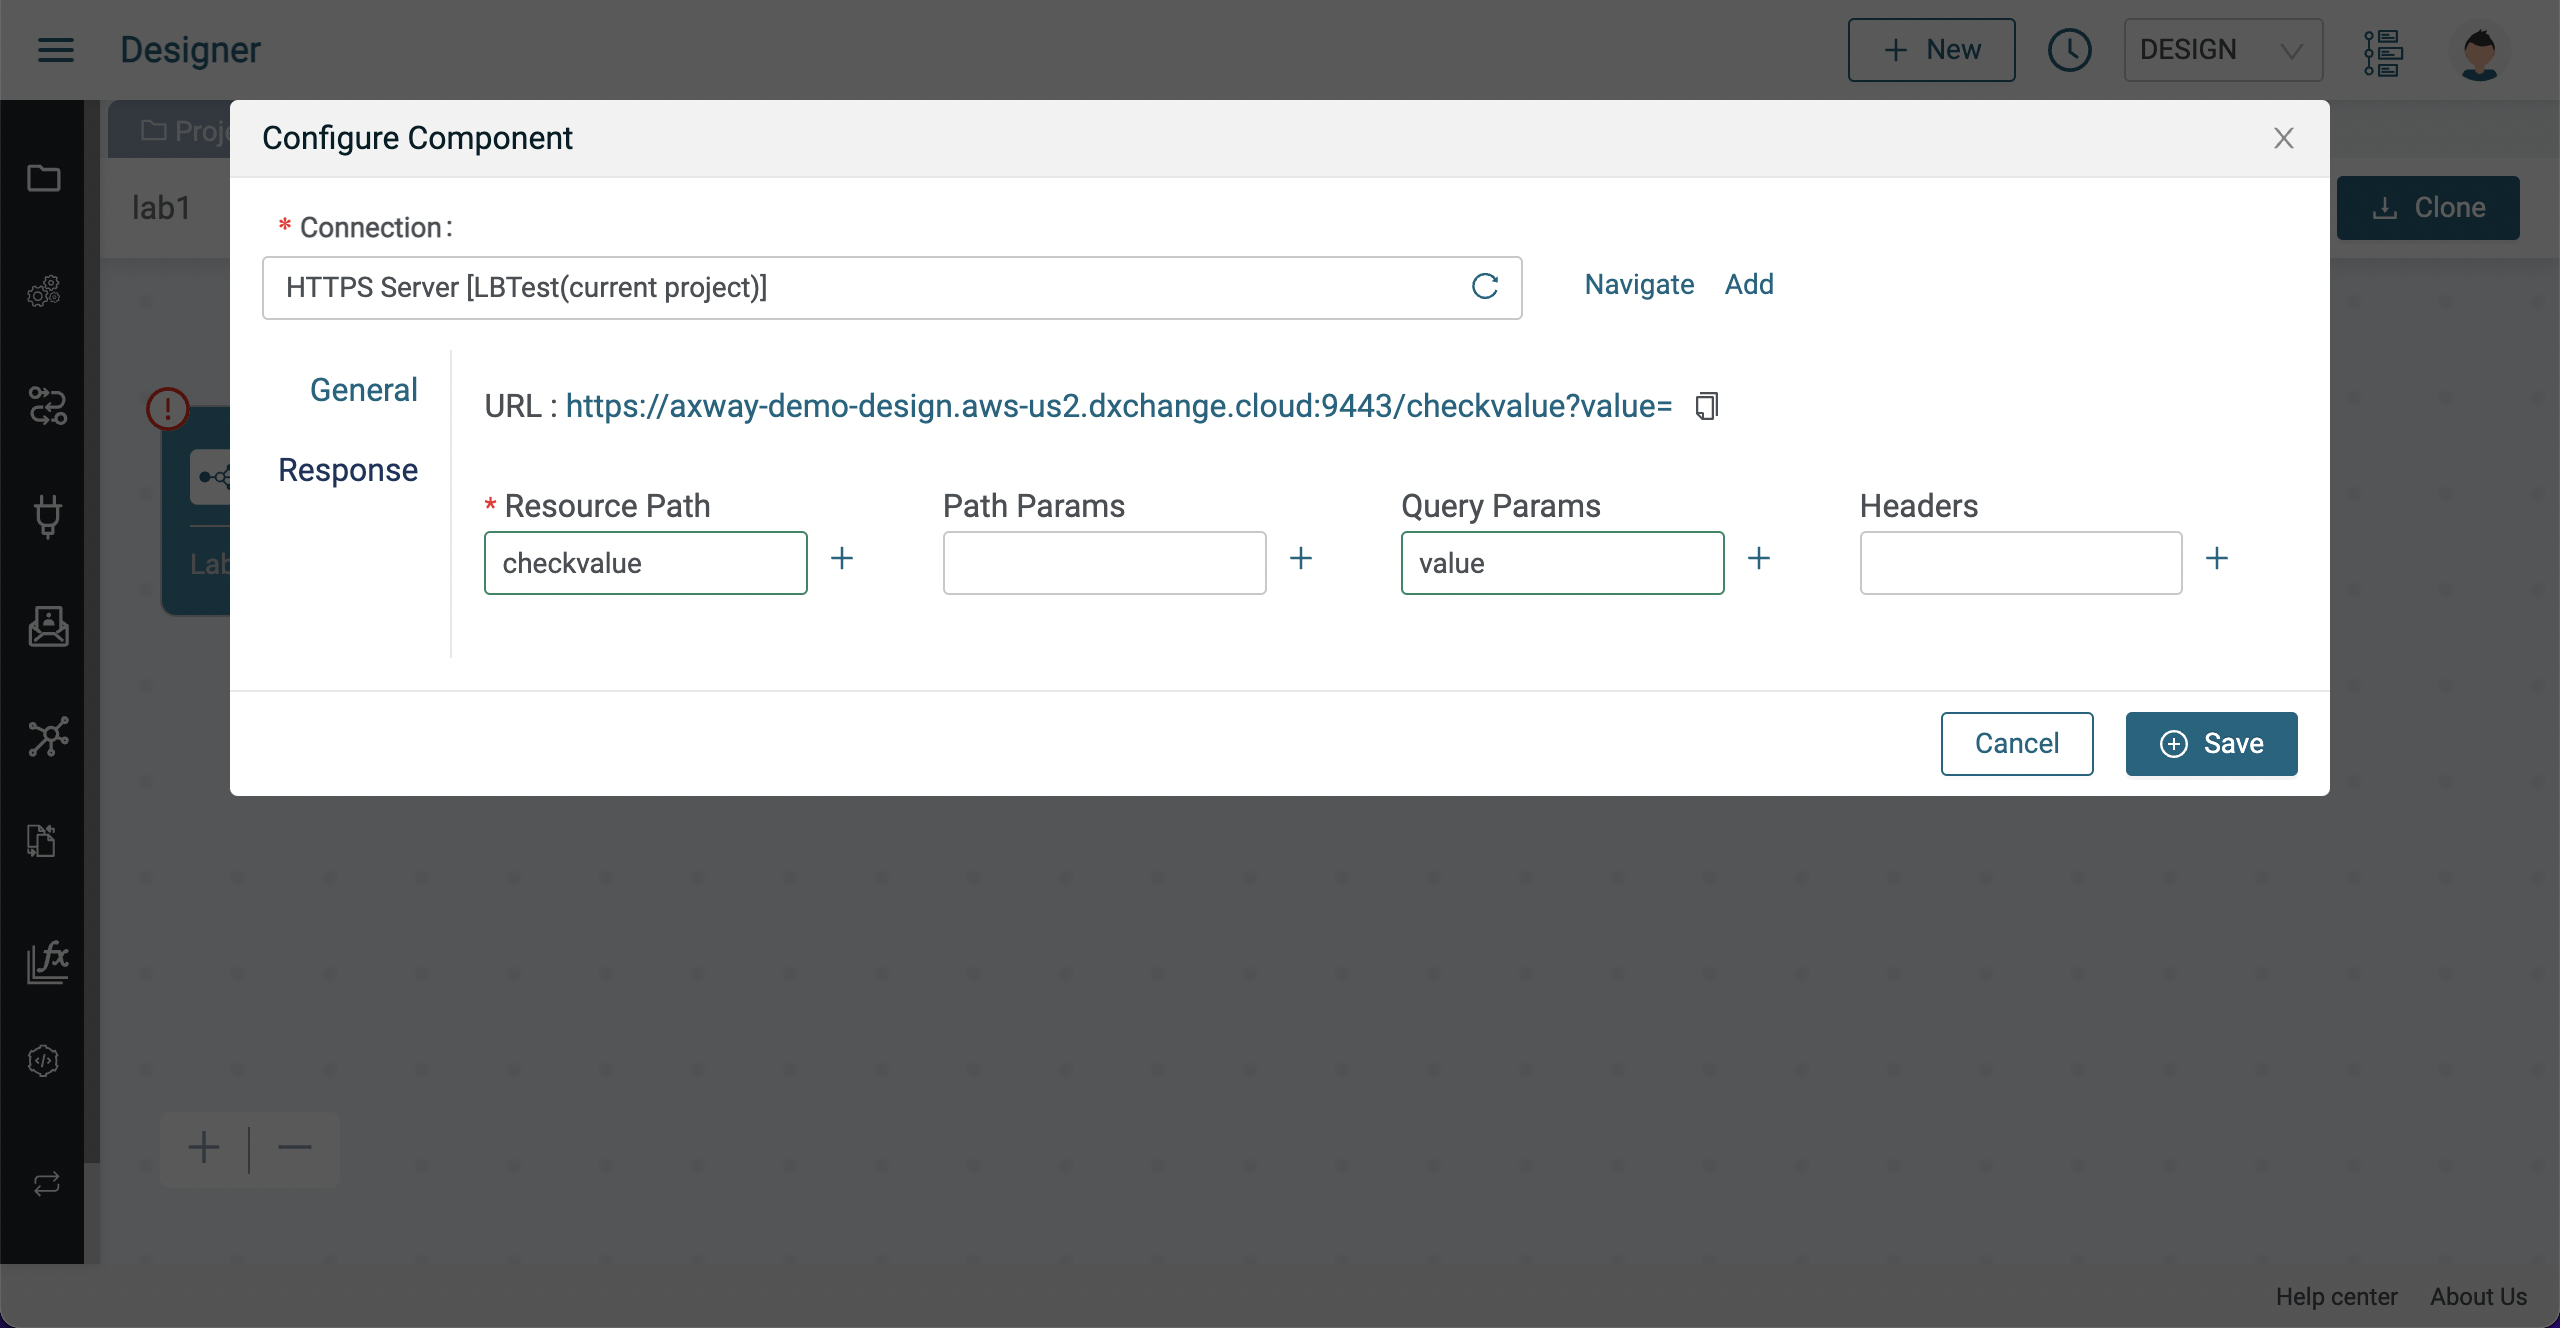 Designer
New
DESIGN
Configure Component
lab1
Clone
* Connection :
HTTPS Server [LBTest(current project)]
Navigate
Add
General
URL : https://axway-demo-design.aws-us2.dxchange.cloud:9443/checkvalue?value=
Response
* Resource Path
Path Params
Query Params
Headers
checkvalue
value
Cancel
Save
Help center
About Us